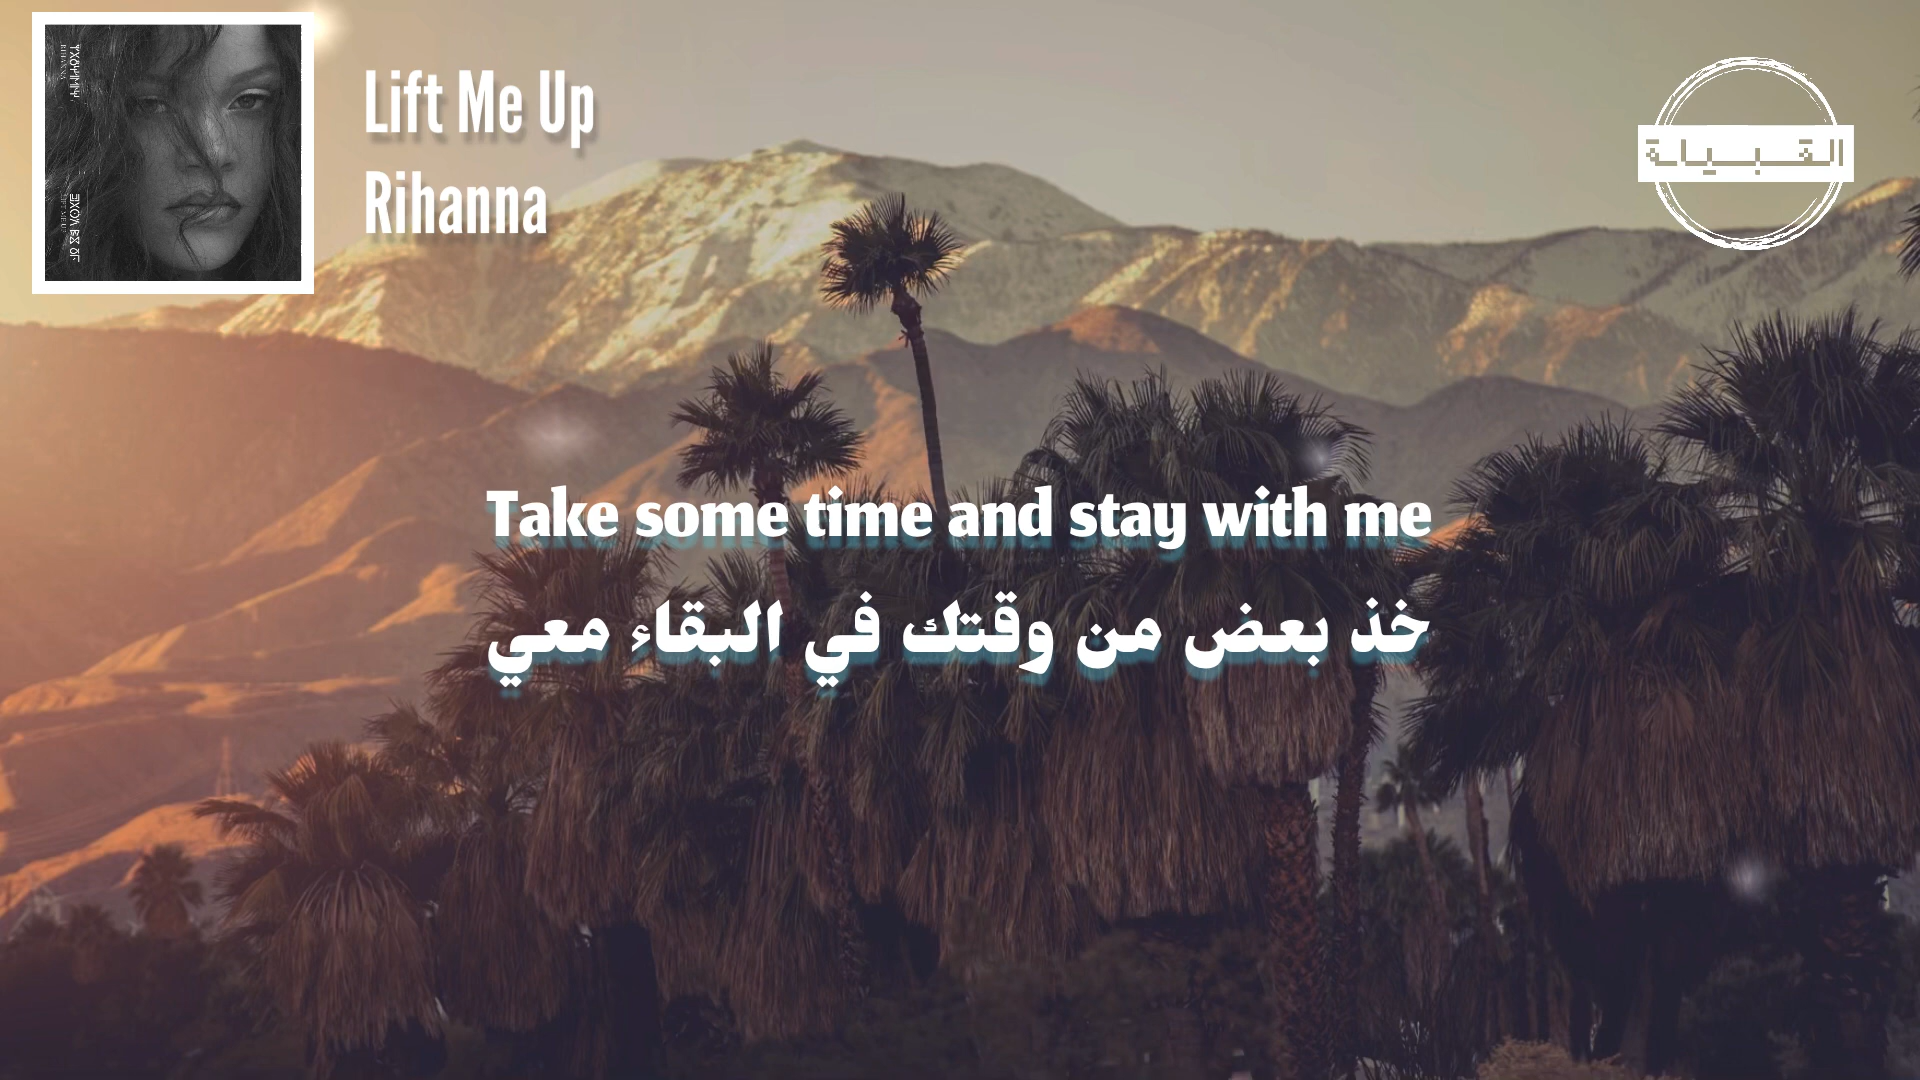 Lift Me Up
Rihanna
القبيلة
Take some time and stay with me
خذ بعض من وقتك في البقاء معي